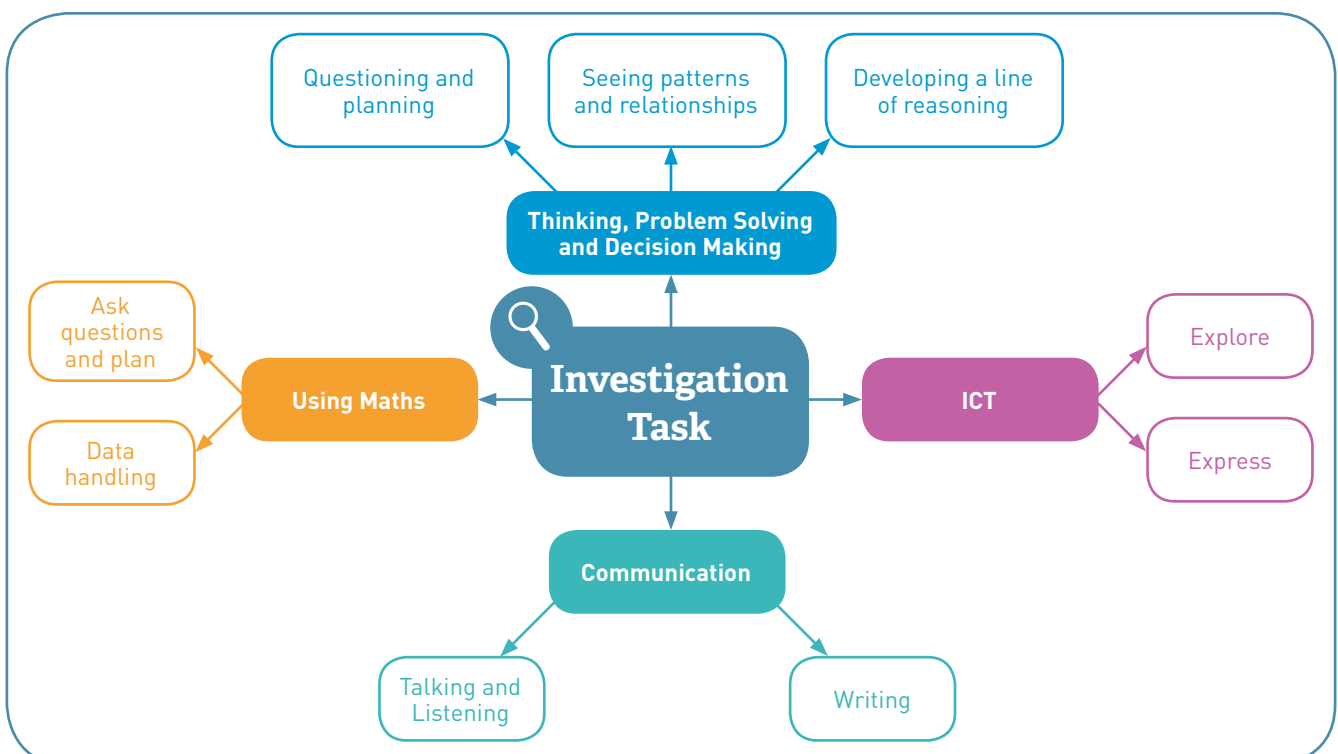 Questioning and
planning
Seeing patterns
and relationships
Developing a line
of reasoning
Thinking, Problem Solving
and Decision Making
Ask
questions
and plan
Data
handling
Using Maths
Investigation
Task
ICT
Explore
Express
Communication
Talking and
Listening
Writing